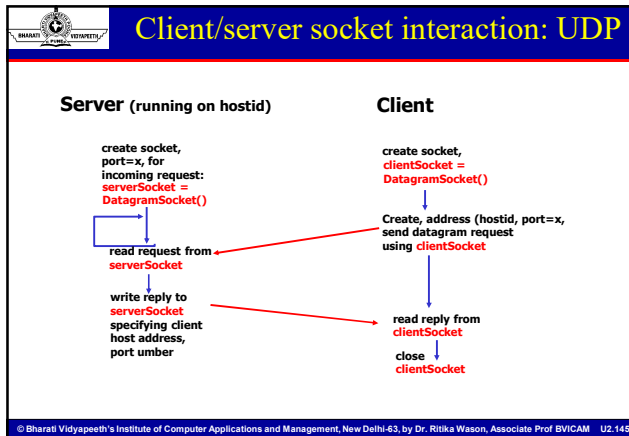 BHARATI
VIDYAPEETH
PUNE
Client/server socket interaction: UDP
Server (running on hostid)
create socket,
port=x, for
incoming request:
serverSocket =
DatagramSocket()
read request from
serverSocket
write reply to
serverSocket
specifying client
host address,
port umber
Client
create socket,
clientSocket =
DatagramSocket()
Create, address (hostid, port=x,
send datagram request
using clientSocket
read reply from
clientSocket
close
clientSocket
© Bharati Vidyapeeth's Institute of Computer Applications and Management, New Delhi-63, by Dr. Ritika Wason, Associate Prof BVICAM U2.145